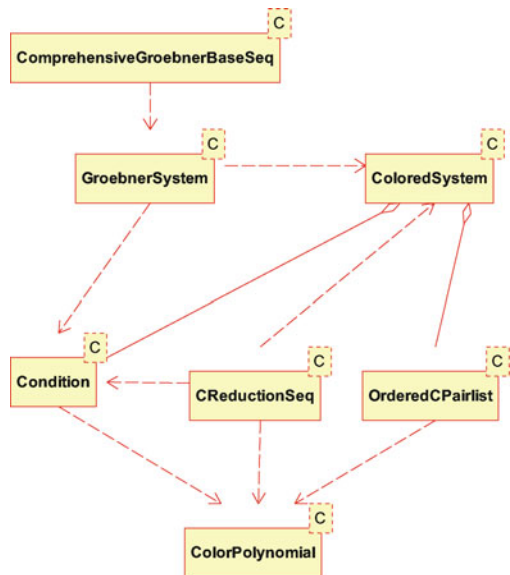 C
ComprehensiveGroebnerBaseSeq
C
GroebnerSystem
C
ColoredSystem
C
Condition
C
CReductionSeq
C
OrderedCPairlist
C
ColorPolynomial